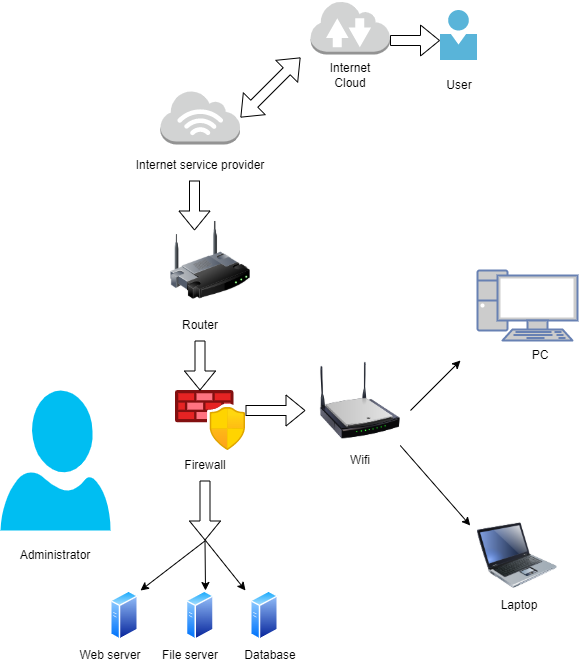 Internet
Cloud
User
Internet service provider
Router
PC
Firewall
Wifi
Administrator
Laptop
Web server
File server
Database